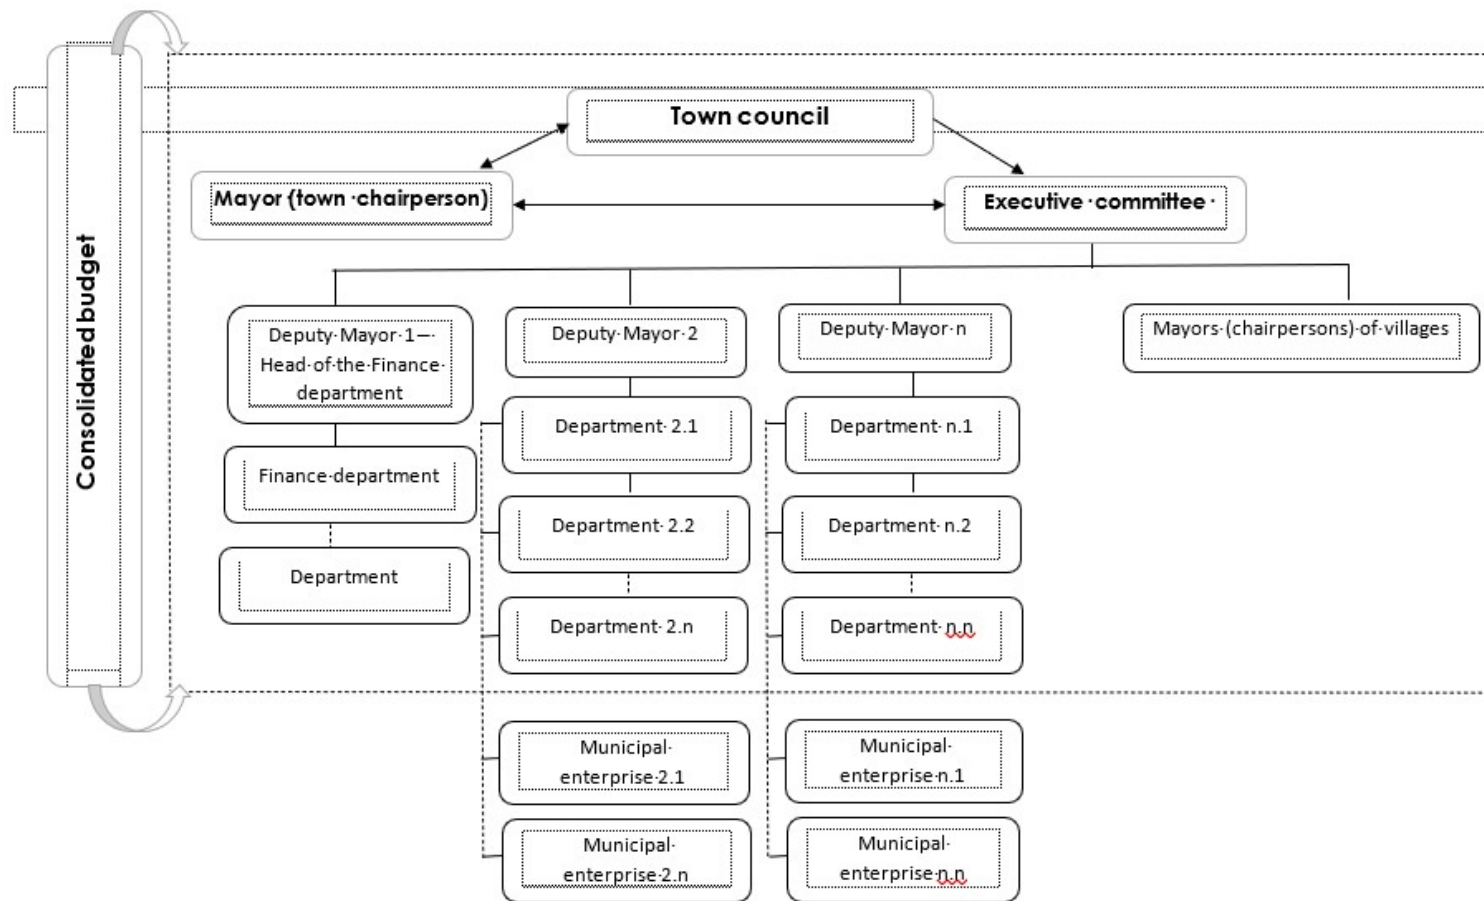 Consolidated budget
Town council
Mayor (town chairperson)
Executive committee
Deputy Mayor 1—
Head of the Finance
department
Deputy Mayor 2
Deputy Mayor n
Mayors (chairpersons) of villages
Finance department
Department 2.1
Department n.1
Department
Department 2.2
Department n.2
Department 2.n
Department n.n
Municipal
enterprise 2.1
Municipal
enterprise n.1
Municipal
enterprise 2.n
Municipal
enterprise n.n